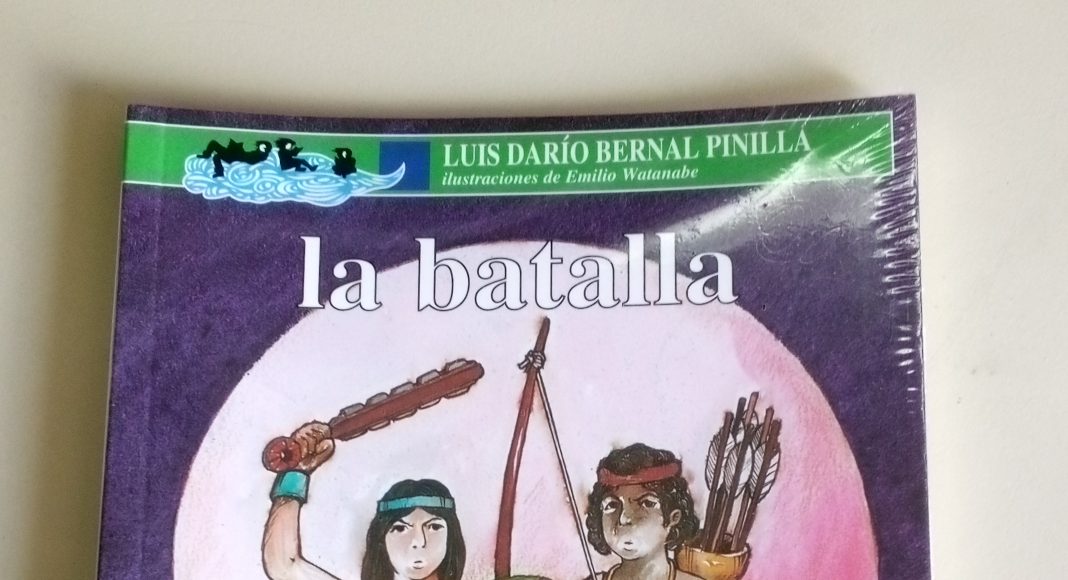 LUIS DARÍO BERNAL PINILLA
ilustraciones de Emilio Watanabe
la batalla